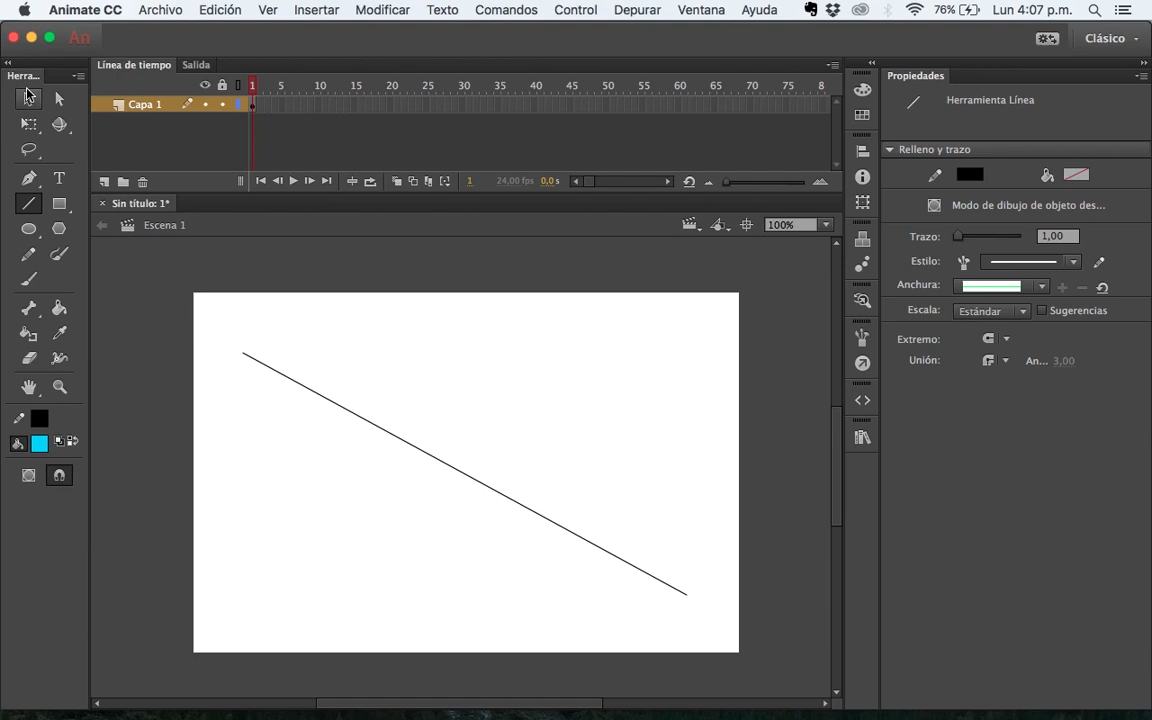 Animate CC Archivo Edición Ver Insertar Modificar Texto Comandos Control Depurar Ventana Ayuda 76% Lun 4:07 p.m.
An Clásico
Herra... Línea de tiempo Salida Propiedades
1 5 10 15 20 25 30 35 40 45 50 55 60 65 70 75 8
Capa 1
Herramienta Línea
Relleno y trazo
T
1 24,00 fps 0,0 s
Sin título: 1*
Modo de dibujo de objeto des...
Escena 1 100%
Trazo: 1,00
Estilo:
Anchura:
Escala: Estándar Sugerencias
Extremo:
Unión: An... 3,00